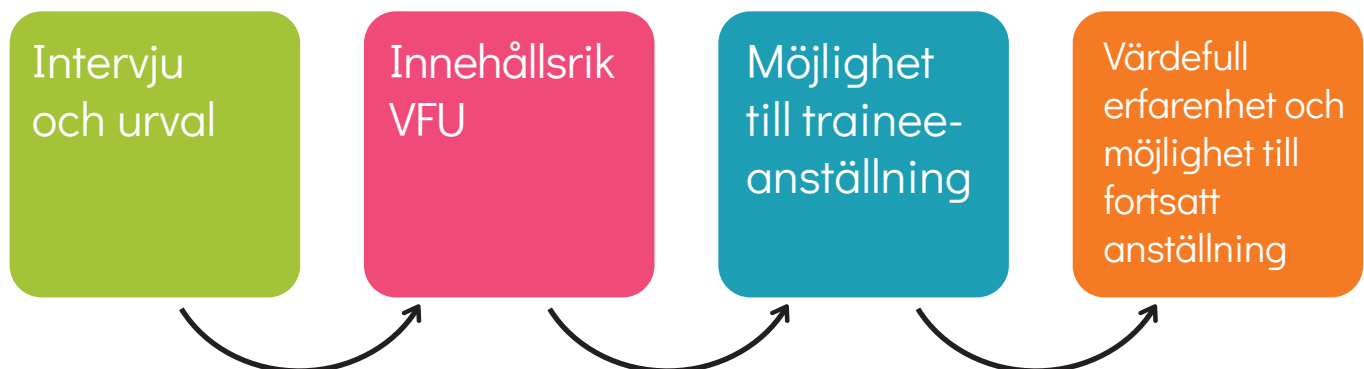 Intervju
och urval
Innehållsrik
VFU
Möjlighet
till trainee-
anställning
Värdefull
erfarenhet och
möjlighet till
fortsatt
anställning